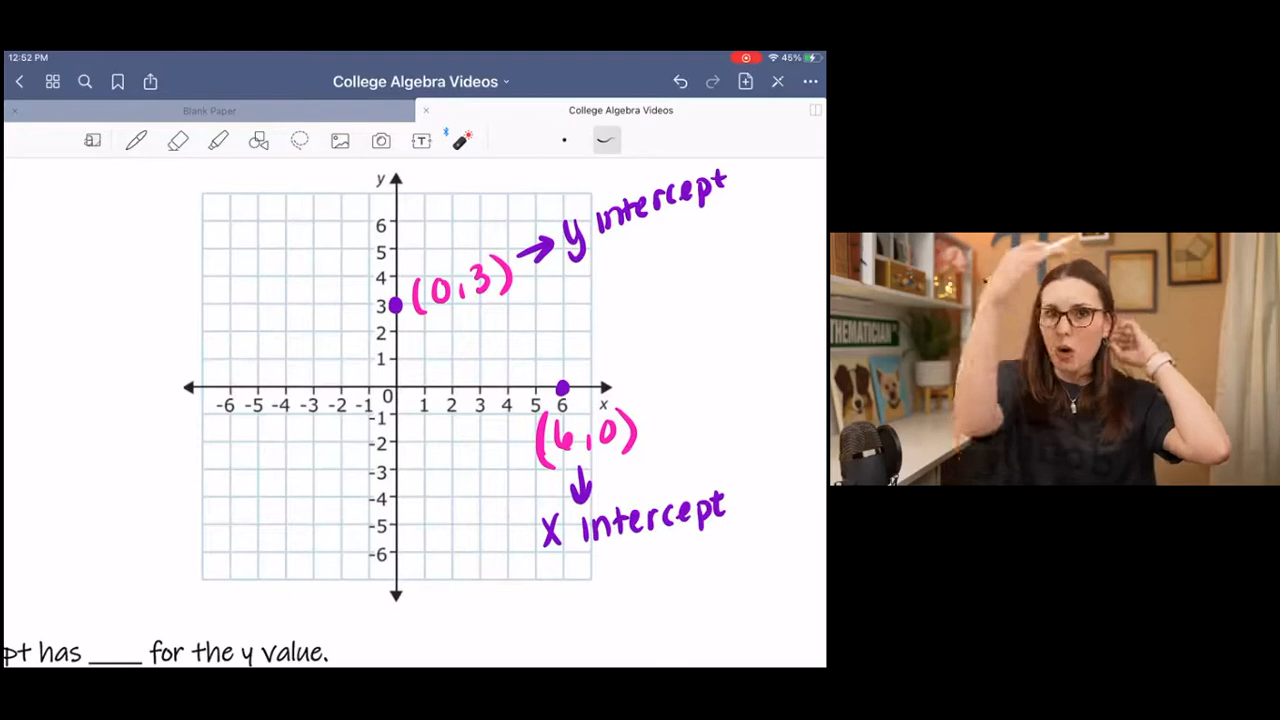 12:52 PM
45%
College Algebra Videos
Blank Paper
College Algebra Videos
T
y
y intercept
6
5
4
(0,3)
3
2
1
0
-6 -5 -4 -3 -2 -1 1 2 3 4 5 6 x
-1
(6,0)
-2
-3
-4
x intercept
-5
-6
pt has ____ for the y value.
THEMATICIAN